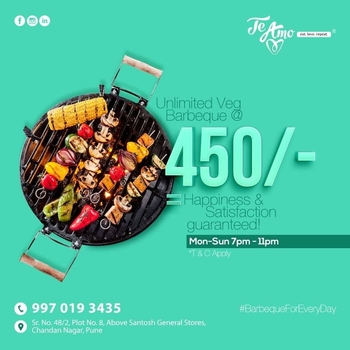 Te Amo
eat. love. repeat.
Unlimited Veg
Barbeque @
450/-
= Happiness &
Satisfaction
guaranteed!
Mon-Sun 7pm - 11pm
*T & C Apply
997 019 3435
Sr. No. 48/2, Plot No. 8, Above Santosh General Stores,
Chandan Nagar, Pune
#BarbequeForEveryDay